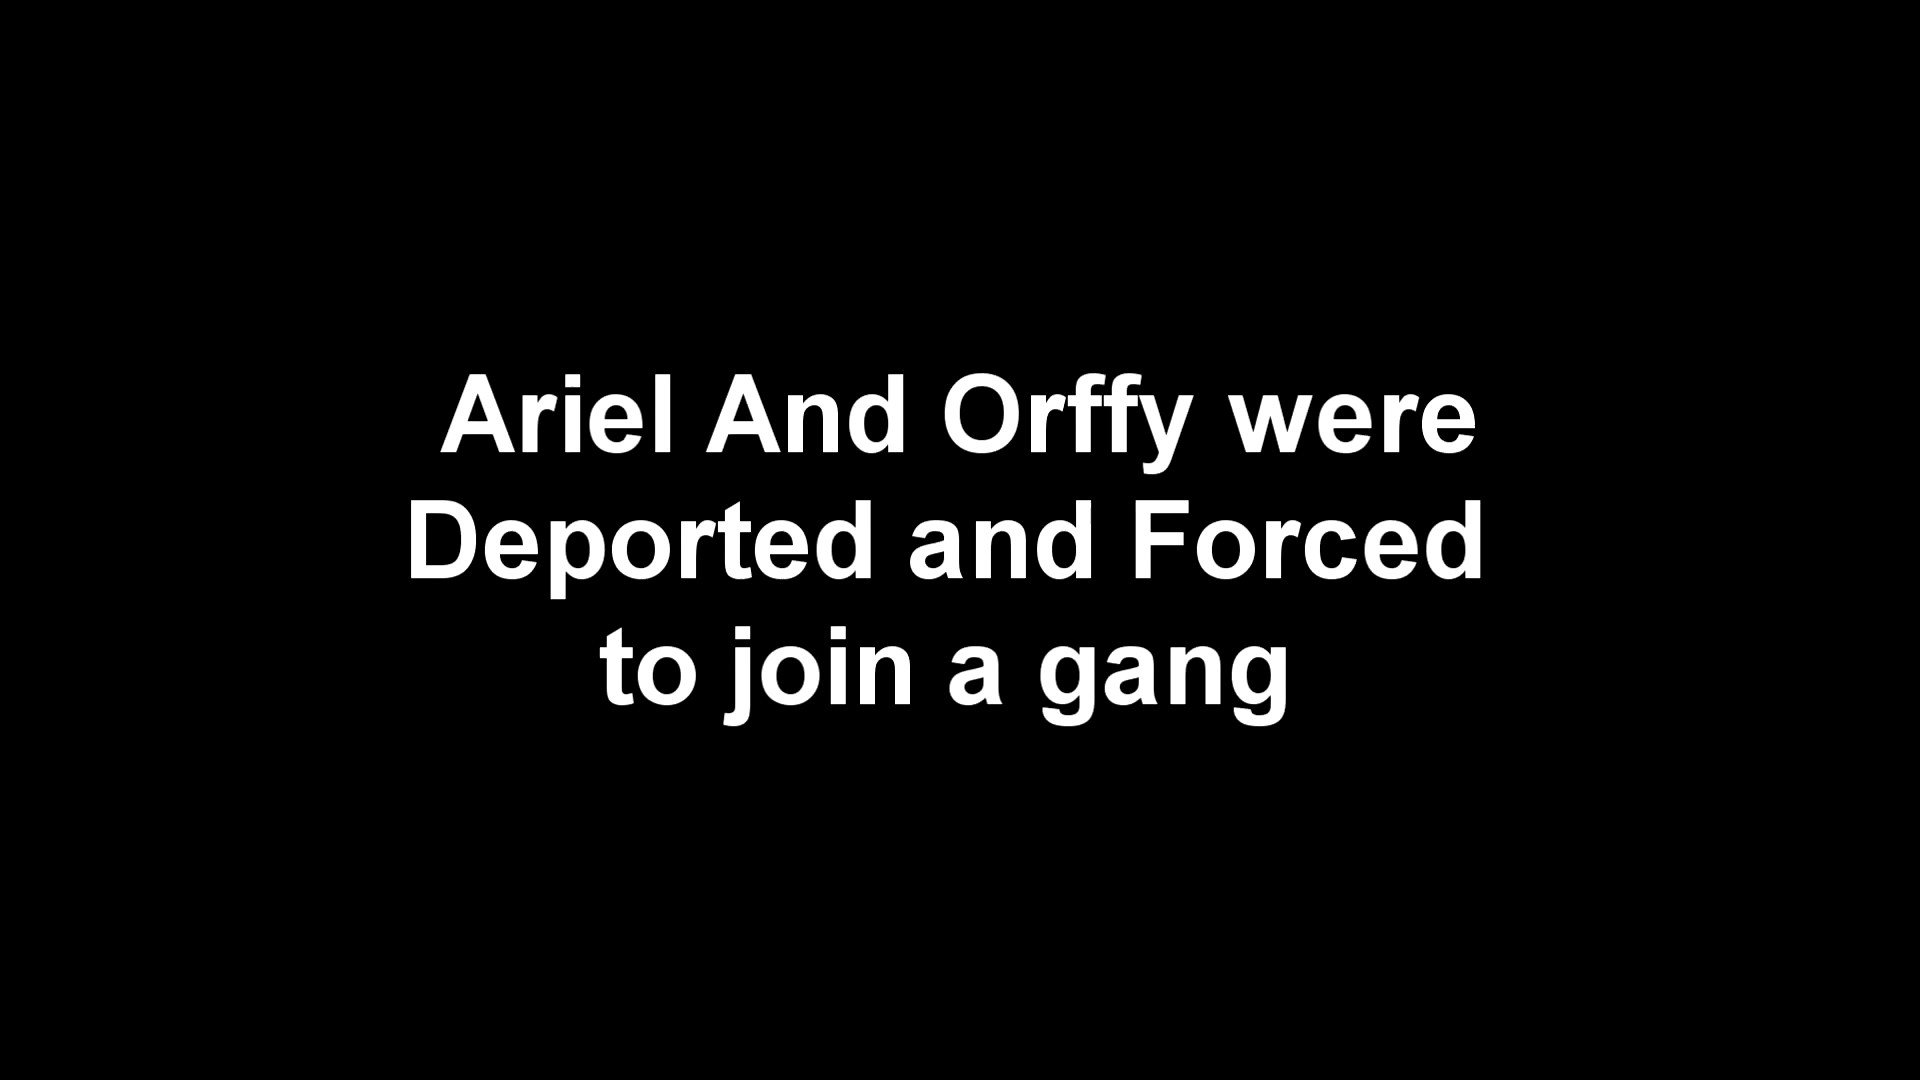 Ariel And Orffy were
Deported and Forced
to join a gang